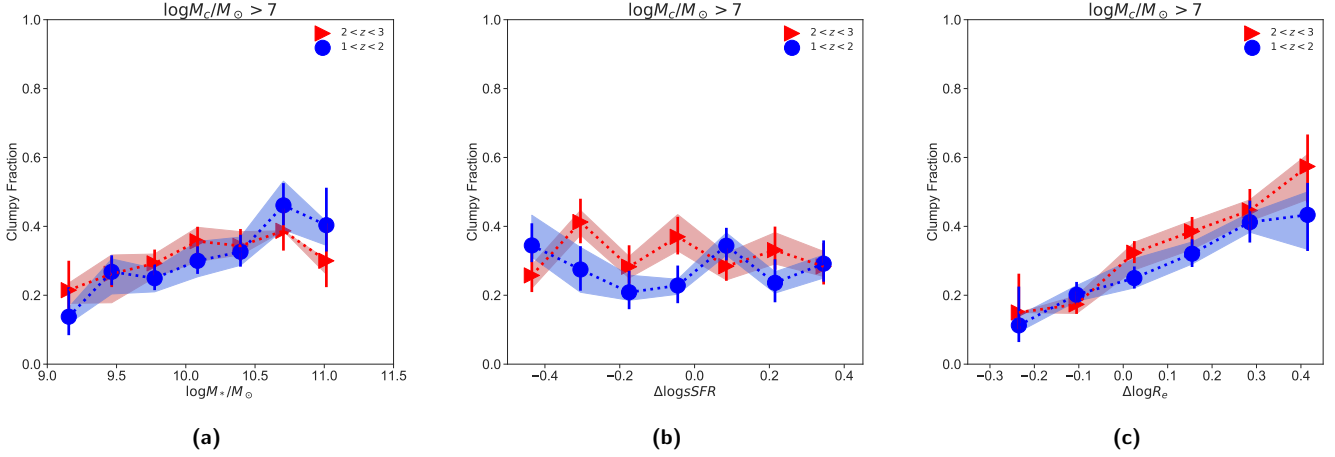 logM_c/M_⊙ > 7
2 < z < 3
1 < z < 2
Clumpy Fraction
1.0
0.8
0.6
0.4
0.2
0.0
9.0 9.5 10.0 10.5 11.0 11.5
logM_*/M_⊙
(a)
logM_c/M_⊙ > 7
2 < z < 3
1 < z < 2
Clumpy Fraction
1.0
0.8
0.6
0.4
0.2
0.0
−0.4 −0.2 0.0 0.2 0.4
ΔlogsSFR
(b)
logM_c/M_⊙ > 7
2 < z < 3
1 < z < 2
Clumpy Fraction
1.0
0.8
0.6
0.4
0.2
0.0
−0.3 −0.2 −0.1 0.0 0.1 0.2 0.3 0.4
ΔlogR_e
(c)